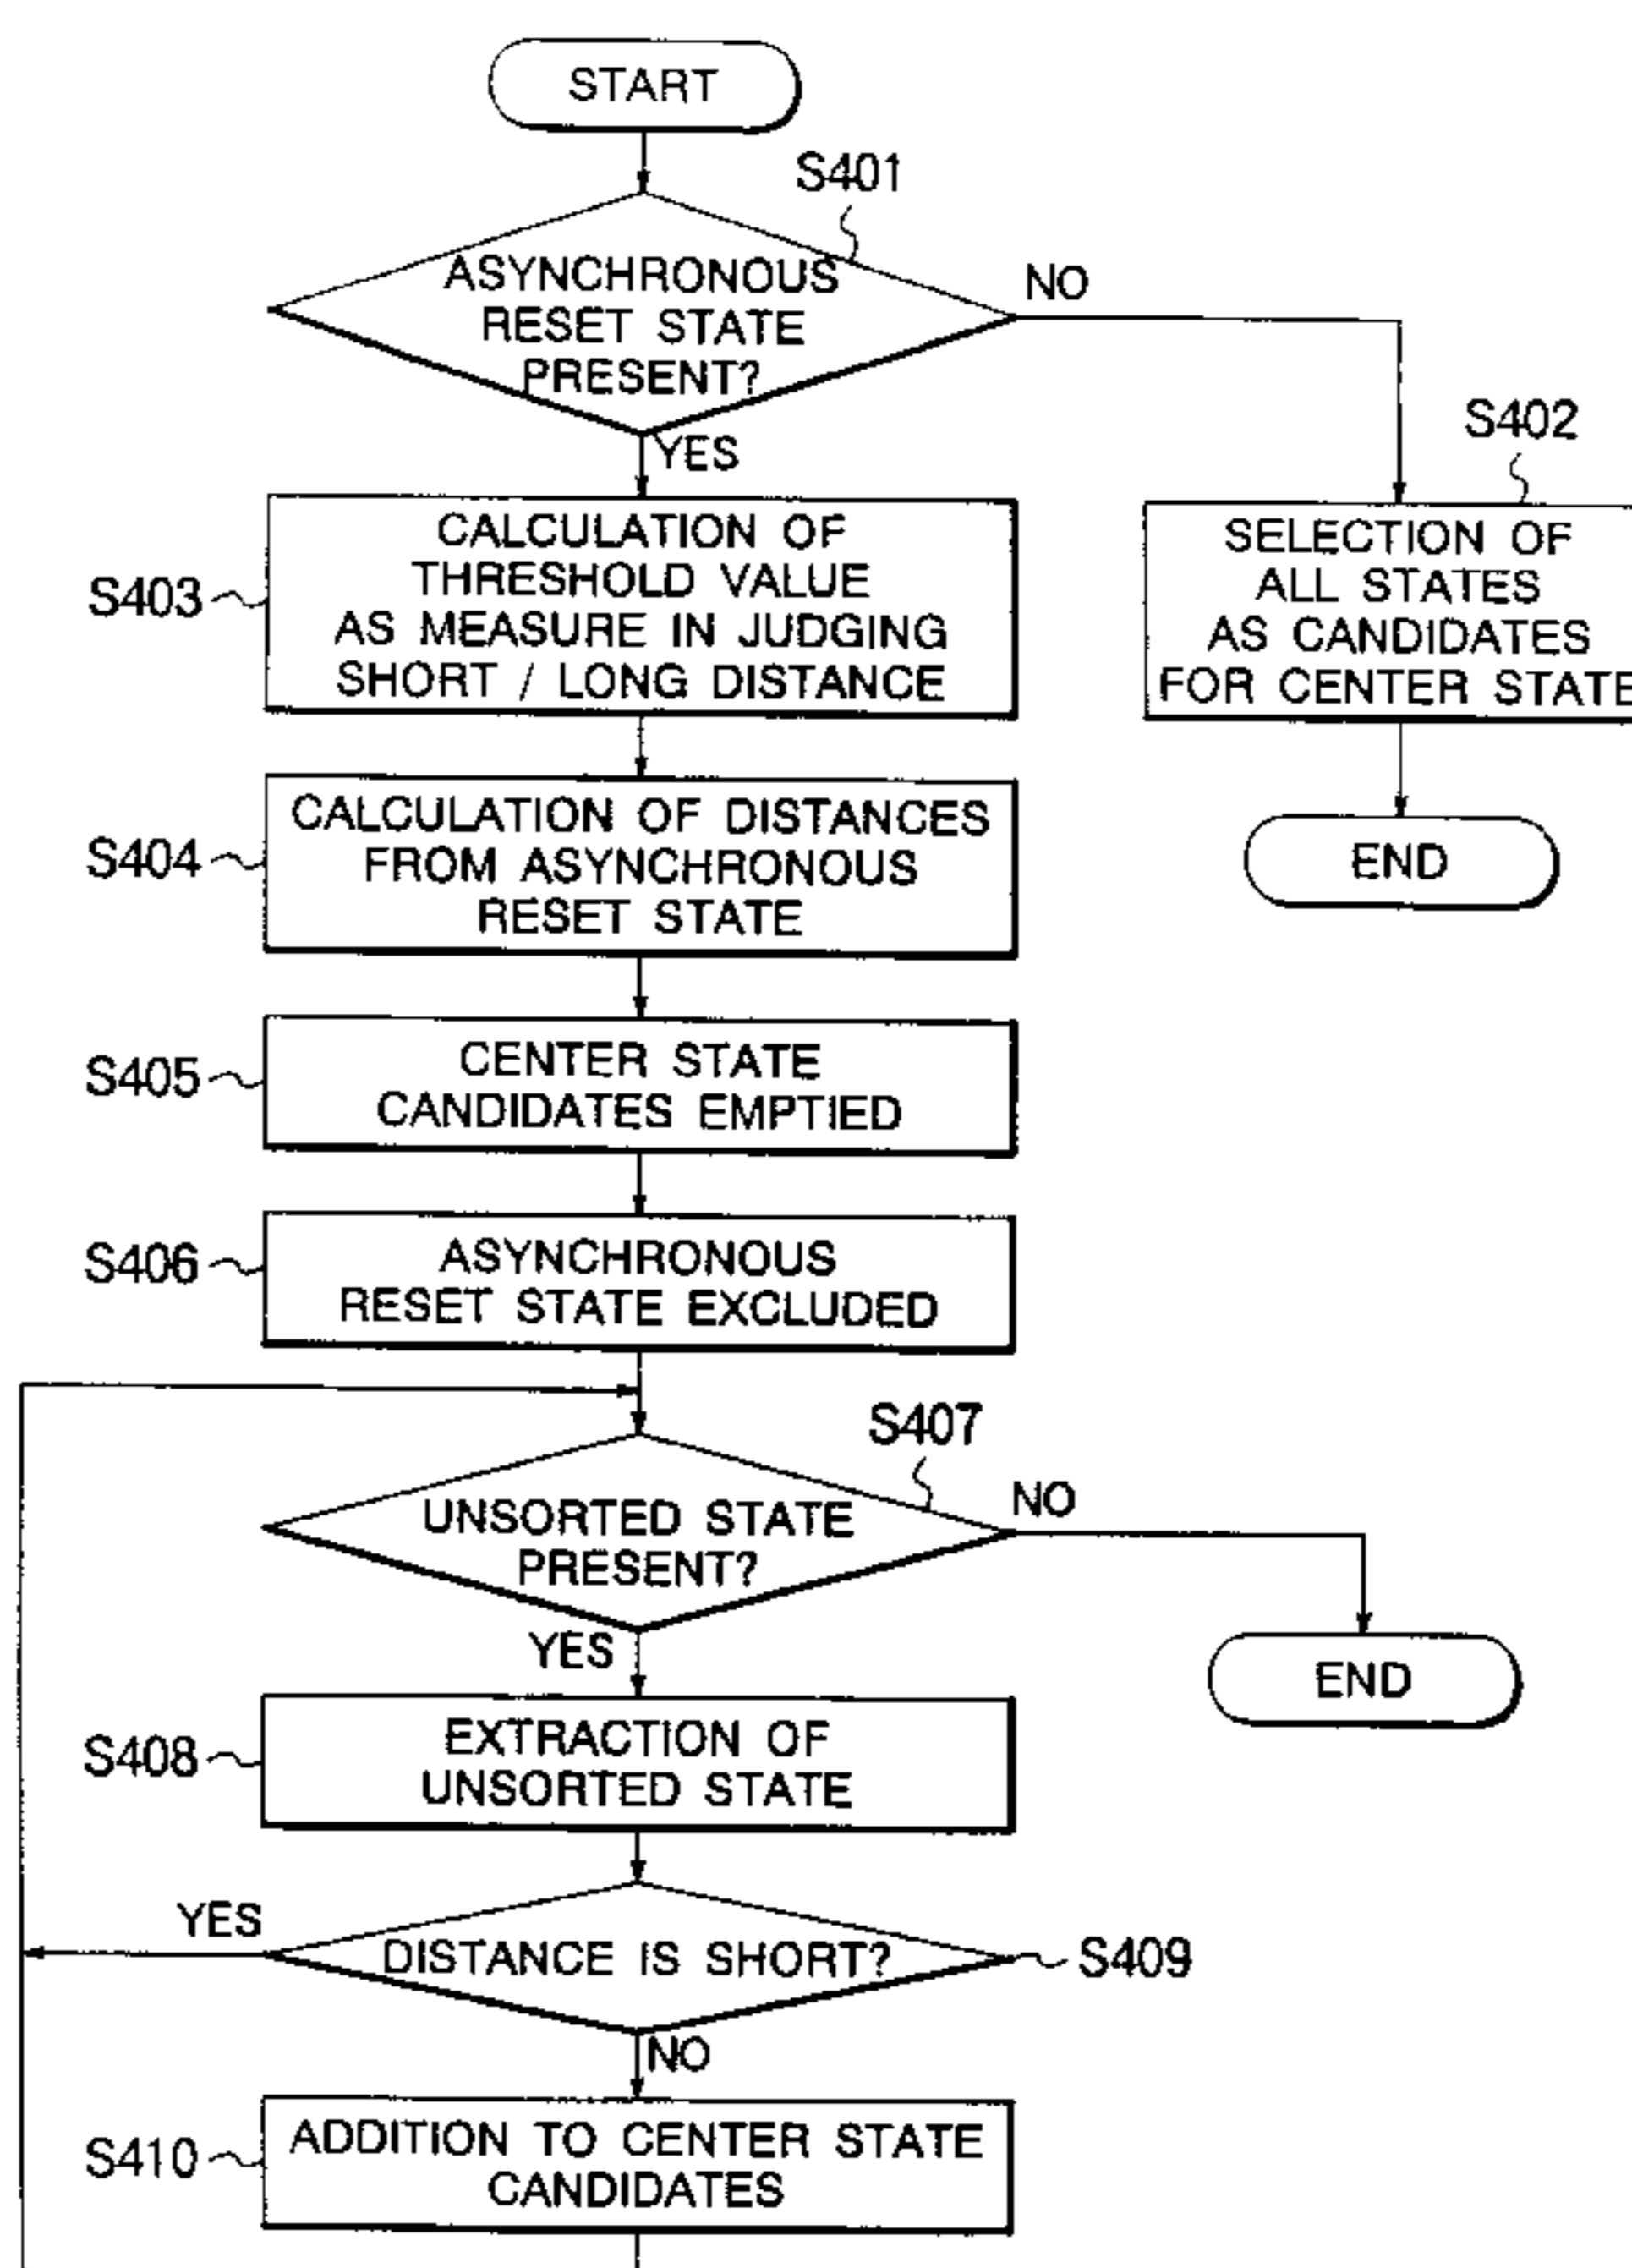 START
S401
ASYNCHRONOUS
RESET STATE
PRESENT?
NO
YES
S402
SELECTION OF
ALL STATES
AS CANDIDATES
FOR CENTER STATE
END
S403
CALCULATION OF
THRESHOLD VALUE
AS MEASURE IN JUDGING
SHORT / LONG DISTANCE
S404
CALCULATION OF DISTANCES
FROM ASYNCHRONOUS
RESET STATE
S405
CENTER STATE
CANDIDATES EMPTIED
S406
ASYNCHRONOUS
RESET STATE EXCLUDED
S407
UNSORTED STATE
PRESENT?
NO
YES
END
S408
EXTRACTION OF
UNSORTED STATE
YES
DISTANCE IS SHORT?
S409
NO
S410
ADDITION TO CENTER STATE
CANDIDATES